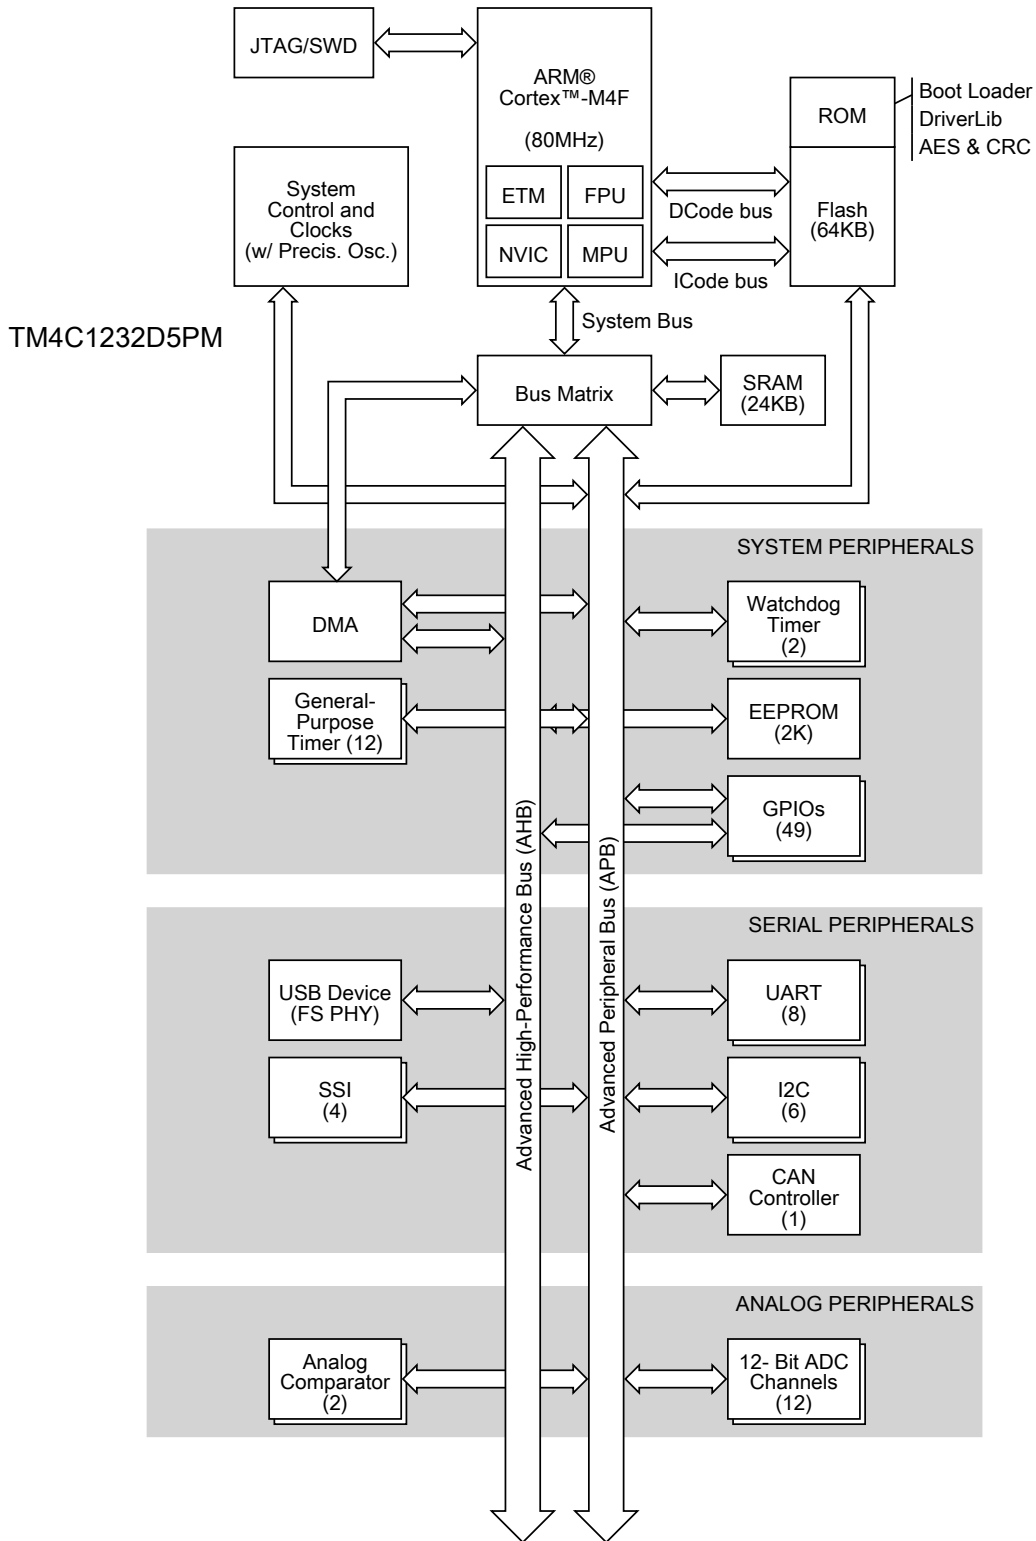 JTAG/SWD
ARM®
Cortex™-M4F
(80MHz)
ETM
FPU
NVIC
MPU
ROM
Boot Loader
DriverLib
AES & CRC
Flash
(64KB)
DCode bus
ICode bus
System
Control and
Clocks
(w/ Precis. Osc.)
TM4C1232D5PM
System Bus
Bus Matrix
SRAM
(24KB)
SYSTEM PERIPHERALS
DMA
Watchdog
Timer
(2)
General-
Purpose
Timer (12)
EEPROM
(2K)
GPIOs
(49)
Advanced High-Performance Bus (AHB)
Advanced Peripheral Bus (APB)
SERIAL PERIPHERALS
USB Device
(FS PHY)
UART
(8)
SSI
(4)
I2C
(6)
CAN
Controller
(1)
ANALOG PERIPHERALS
Analog
Comparator
(2)
12- Bit ADC
Channels
(12)